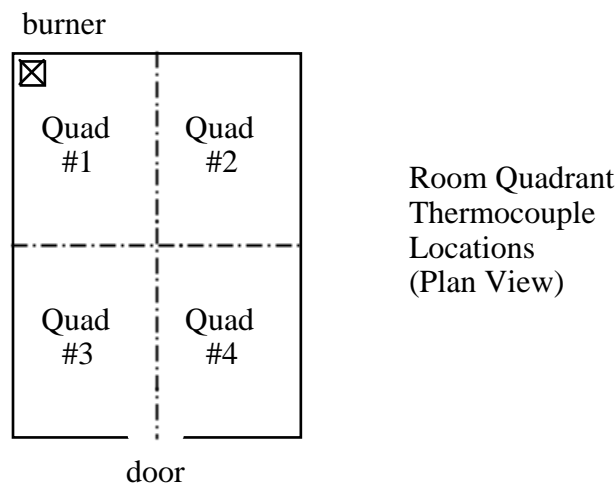 burner
Quad
#1
Quad
#2
Room Quadrant
Thermocouple
Locations
(Plan View)
Quad
#3
Quad
#4
door